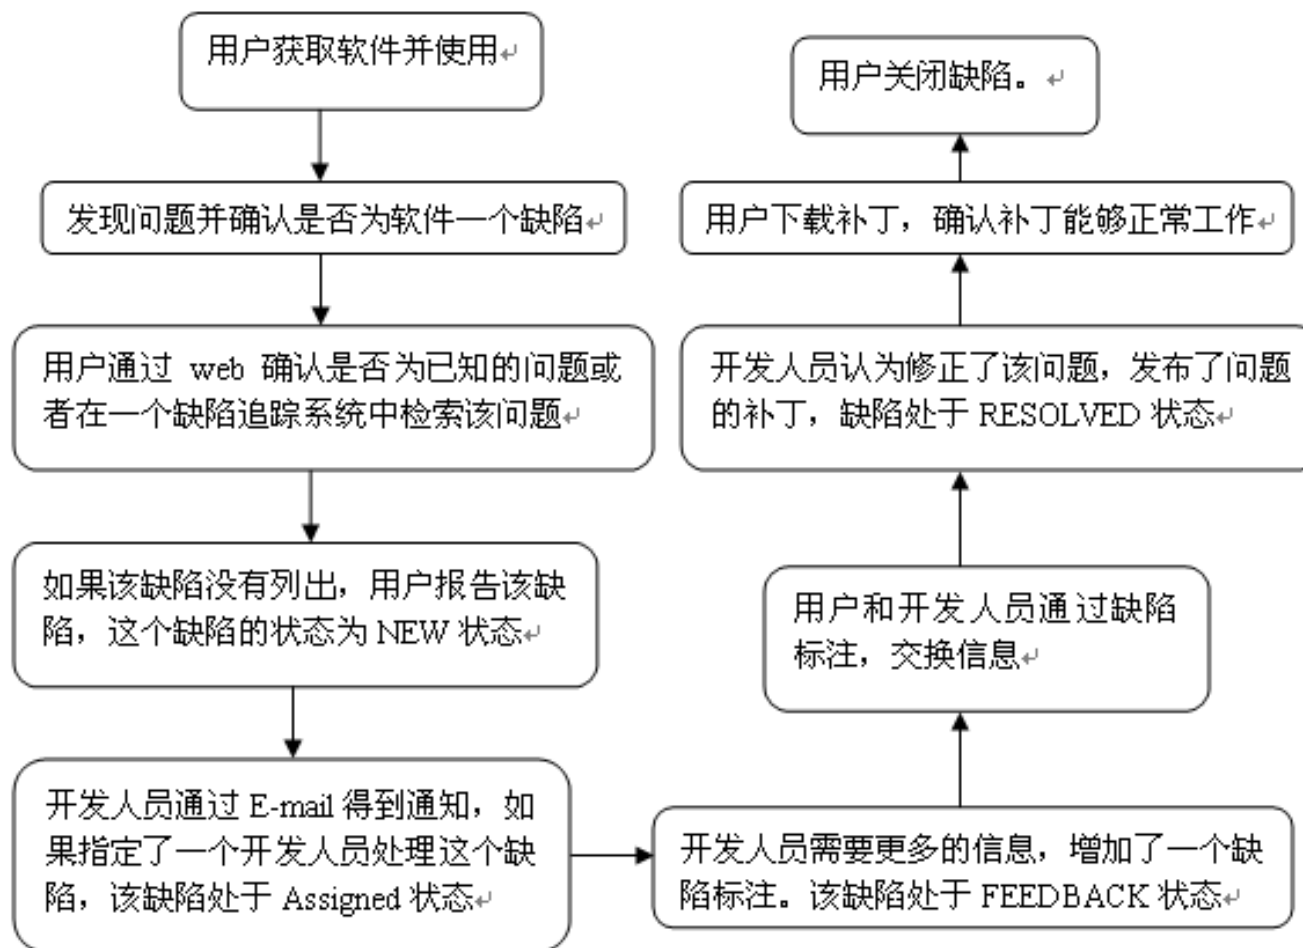 用户获取软件并使用↵
发现问题并确认是否为软件一个缺陷↵
用户通过 web 确认是否为已知的问题或
者在一个缺陷追踪系统中检索该问题↵
如果该缺陷没有列出，用户报告该缺
陷，这个缺陷的状态为 NEW 状态↵
开发人员通过 E-mail 得到通知，如
果指定了一个开发人员处理这个缺
陷，该缺陷处于 Assigned 状态↵
开发人员需要更多的信息，增加了一个缺
陷标注。该缺陷处于 FEEDBACK 状态↵
用户和开发人员通过缺陷
标注，交换信息↵
开发人员认为修正了该问题，发布了问题
的补丁，缺陷处于 RESOLVED 状态↵
用户下载补丁，确认补丁能够正常工作↵
用户关闭缺陷。↵